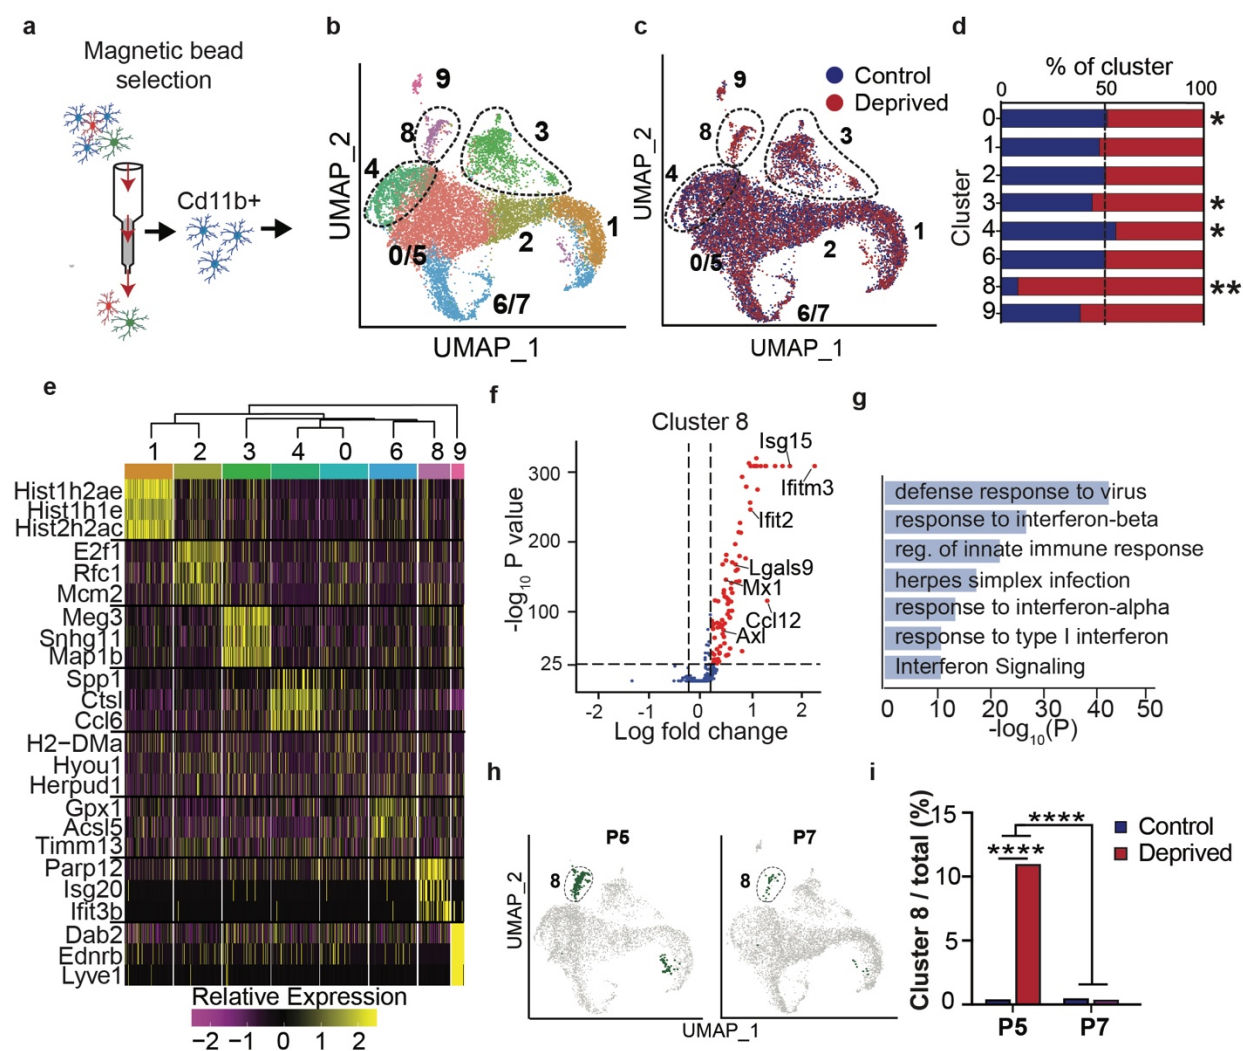 a
Magnetic bead
selection
Cd11b+
b
UMAP_2
9
8
3
4
0/5
2
1
6/7
UMAP_1
c
UMAP_2
Control
Deprived
9
8
3
4
0/5
2
1
6/7
UMAP_1
d
% of cluster
0 50 100
Cluster
0 *
1
2
3 *
4 *
6
8 **
9
e
1 2 3 4 0 6 8 9
Hist1h2ae
Hist1h1e
Hist2h2ac
E2f1
Rfc1
Mcm2
Meg3
Snhg11
Map1b
Spp1
Ctsl
Ccl6
H2-DMa
Hyou1
Herpud1
Gpx1
Acsl5
Timm13
Parp12
Isg20
Ifit3b
Dab2
Ednrb
Lyve1
Relative Expression
−2 −1 0 1 2
f
Cluster 8
-log10 P value
300
200
100
25
Isg15
Ifitm3
Ifit2
Lgals9
Mx1
Ccl12
Axl
-2 -1 0 1 2
Log fold change
g
defense response to virus
response to interferon-beta
reg. of innate immune response
herpes simplex infection
response to interferon-alpha
response to type I interferon
Interferon Signaling
0 10 20 30 40 50
-log10(P)
h
P5
P7
8
8
UMAP_2
UMAP_1
i
Cluster 8 / total (%)
15
10
5
0
****
****
Control
Deprived
P5 P7